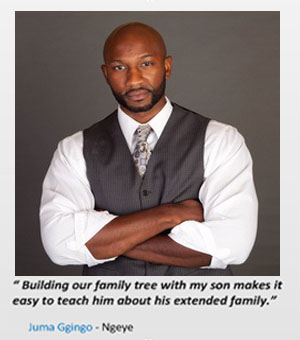 “ Building our family tree with my son makes it
easy to teach him about his extended family.”
Juma Ggingo - Ngeye